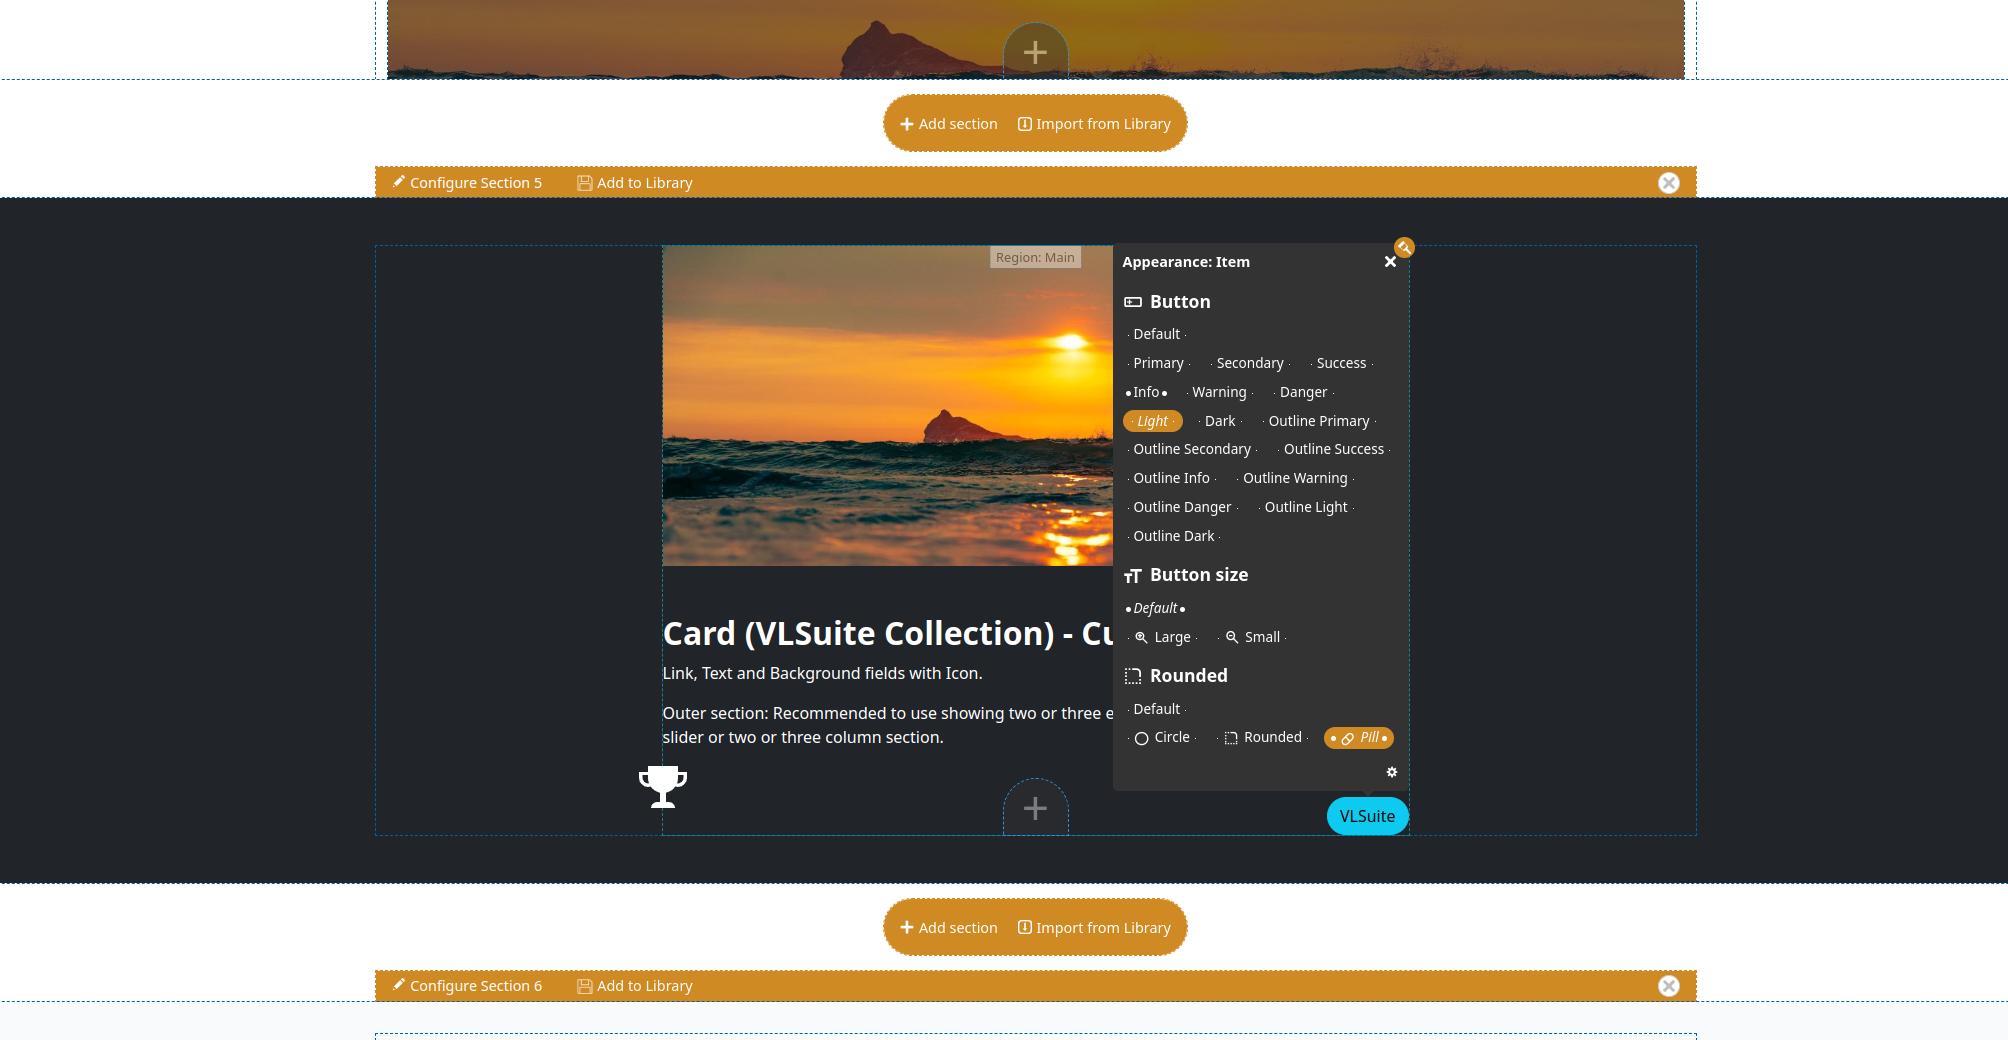 Add section Import from Library
Configure Section 5 Add to Library
Region: Main
Appearance: Item
Button
Default
Primary Secondary Success
Info Warning Danger
Light Dark Outline Primary
Outline Secondary Outline Success
Outline Info Outline Warning
Outline Danger Outline Light
Outline Dark
Button size
Default
Large Small
Rounded
Default
Circle Rounded Pill
Card (VLSuite Collection) - Cu
Link, Text and Background fields with Icon.
Outer section: Recommended to use showing two or three e
slider or two or three column section.
VLSuite
Add section Import from Library
Configure Section 6 Add to Library